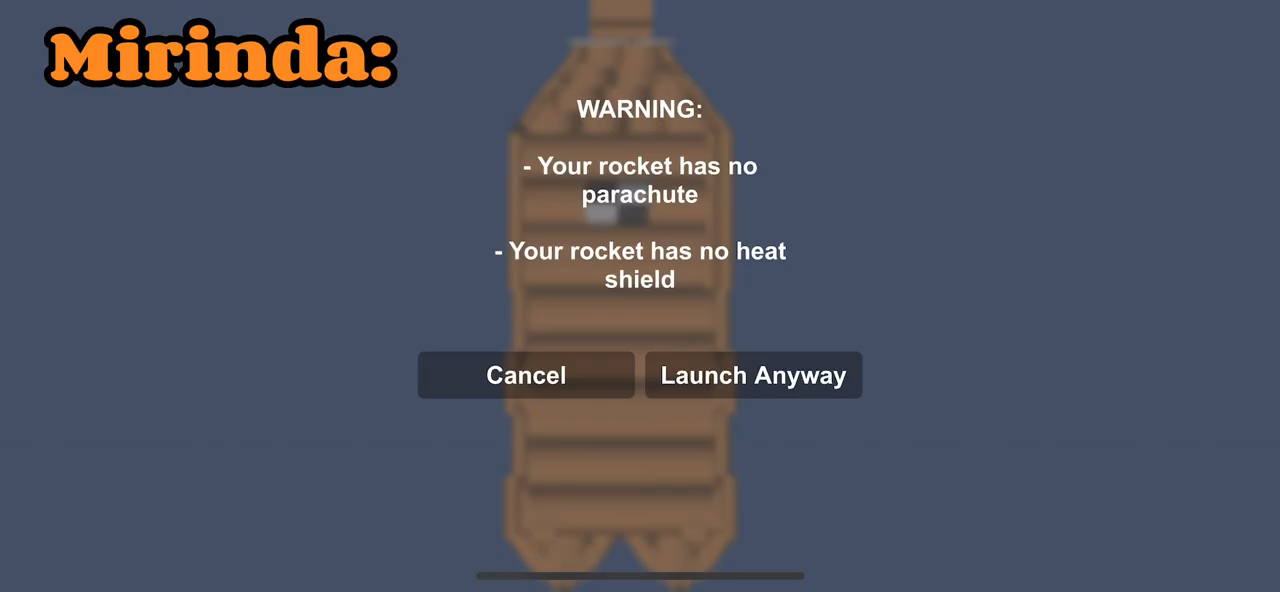 Mirinda:
WARNING:
- Your rocket has no
parachute
- Your rocket has no heat
shield
Cancel
Launch Anyway